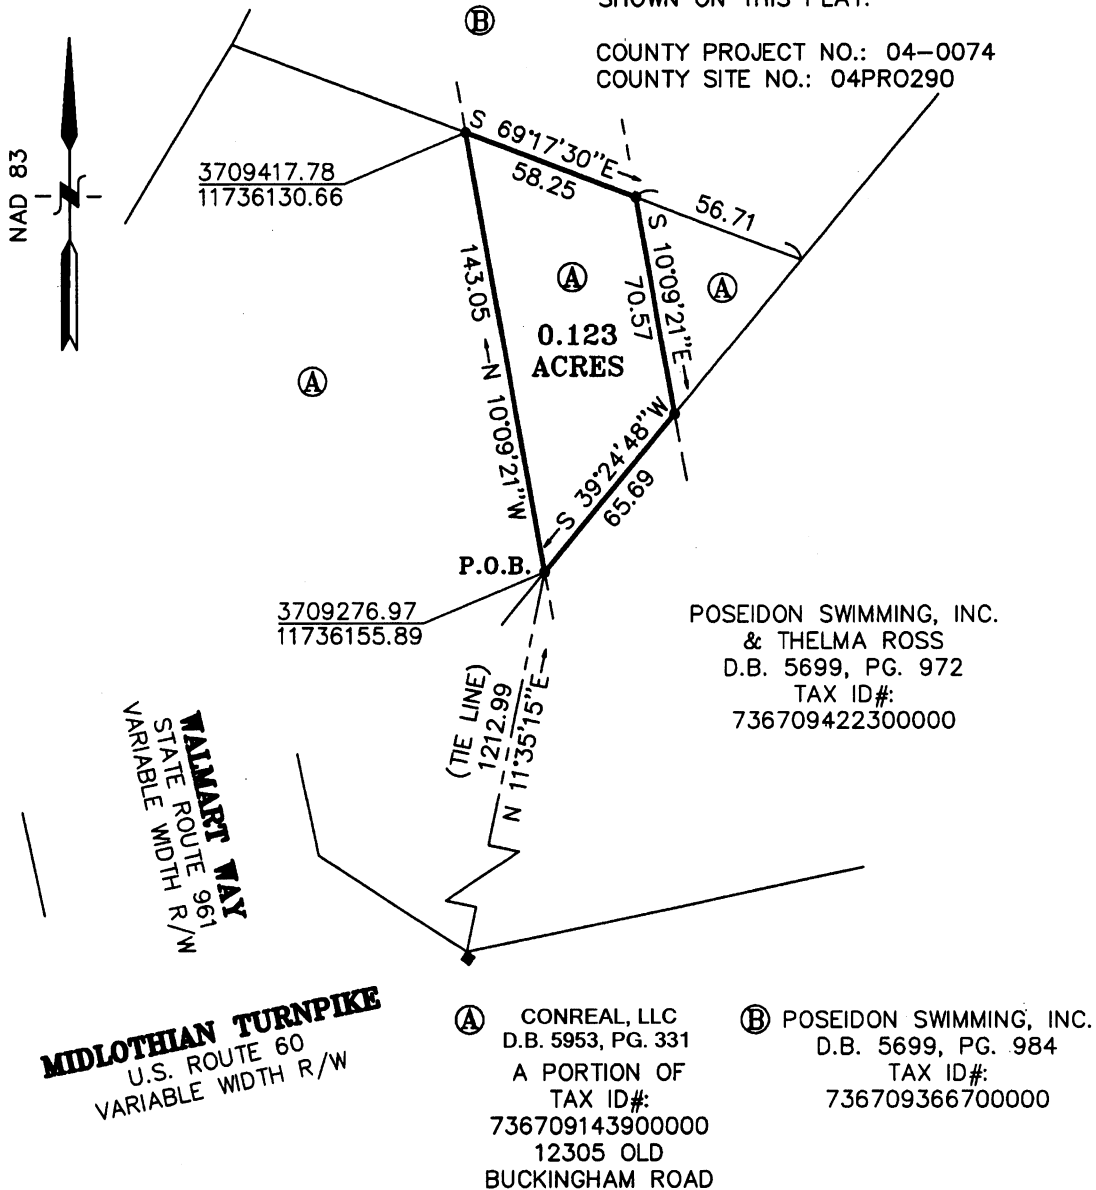 SHOWN ON THIS PLAT.
B
COUNTY PROJECT NO.: 04-0074
COUNTY SITE NO.: 04PR0290
NAD 83
N
3709417.78
11736130.66
S 69°17'30"E
58.25
56.71
143.05
N 10°09'21"W
A
0.123
ACRES
S 10°09'21"E
70.57
A
A
S 39°24'48"W
65.69
P.O.B.
3709276.97
11736155.89
(TIE LINE)
1212.99
N 11°35'15"E
POSEIDON SWIMMING, INC.
& THELMA ROSS
D.B. 5699, PG. 972
TAX ID#:
736709422300000
WALMART WAY
STATE ROUTE 961
VARIABLE WIDTH R/W
MIDLOTHIAN TURNPIKE
U.S. ROUTE 60
VARIABLE WIDTH R/W
A CONREAL, LLC
D.B. 5953, PG. 331
A PORTION OF
TAX ID#:
736709143900000
12305 OLD
BUCKINGHAM ROAD
B POSEIDON SWIMMING, INC.
D.B. 5699, PG. 984
TAX ID#:
736709366700000